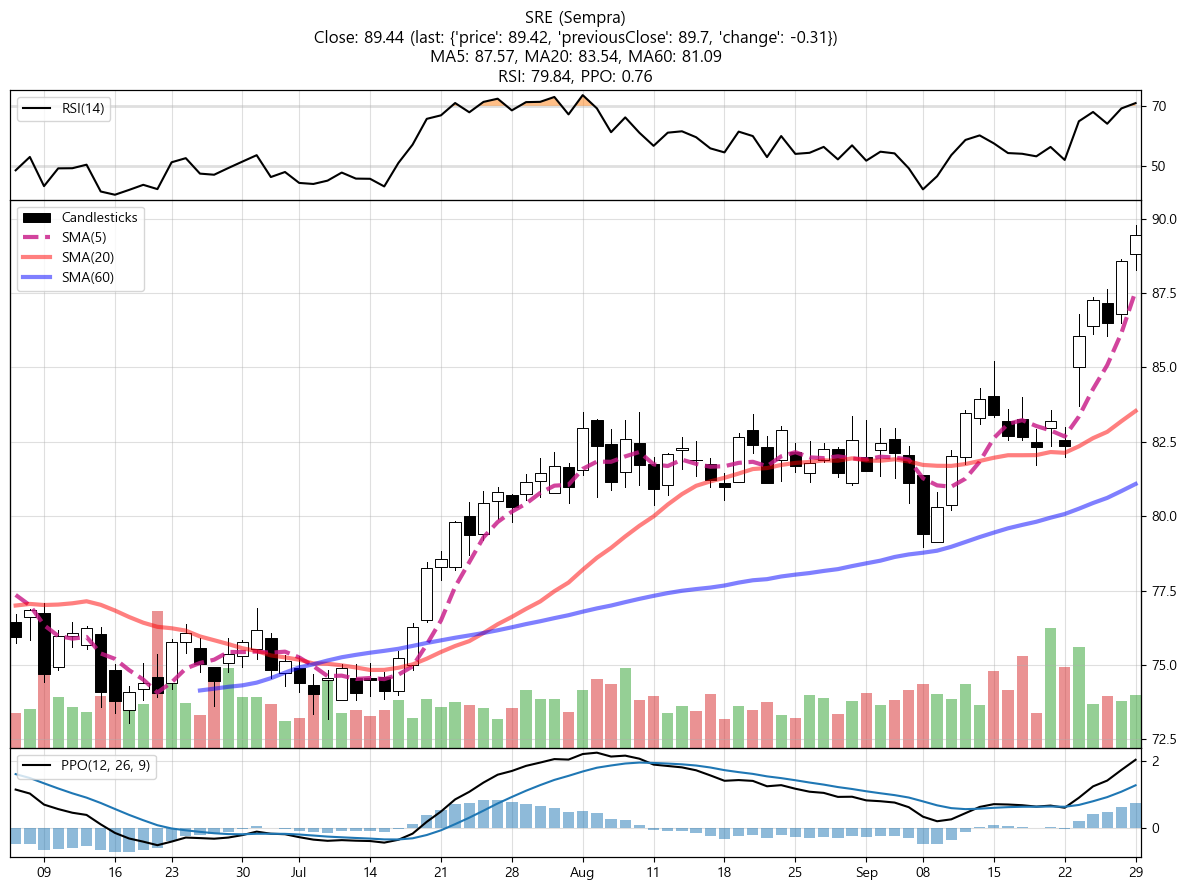 SRE (Sempra)
Close: 89.44 (last: {'price': 89.42, 'previousClose': 89.7, 'change': -0.31})
MA5: 87.57, MA20: 83.54, MA60: 81.09
RSI: 79.84, PPO: 0.76
RSI(14)
70
50
Candlesticks
SMA(5)
SMA(20)
SMA(60)
90.0
87.5
85.0
82.5
80.0
77.5
75.0
72.5
PPO(12, 26, 9)
2
0
09 16 23 30 Jul 14 21 28 Aug 11 18 25 Sep 08 15 22 29